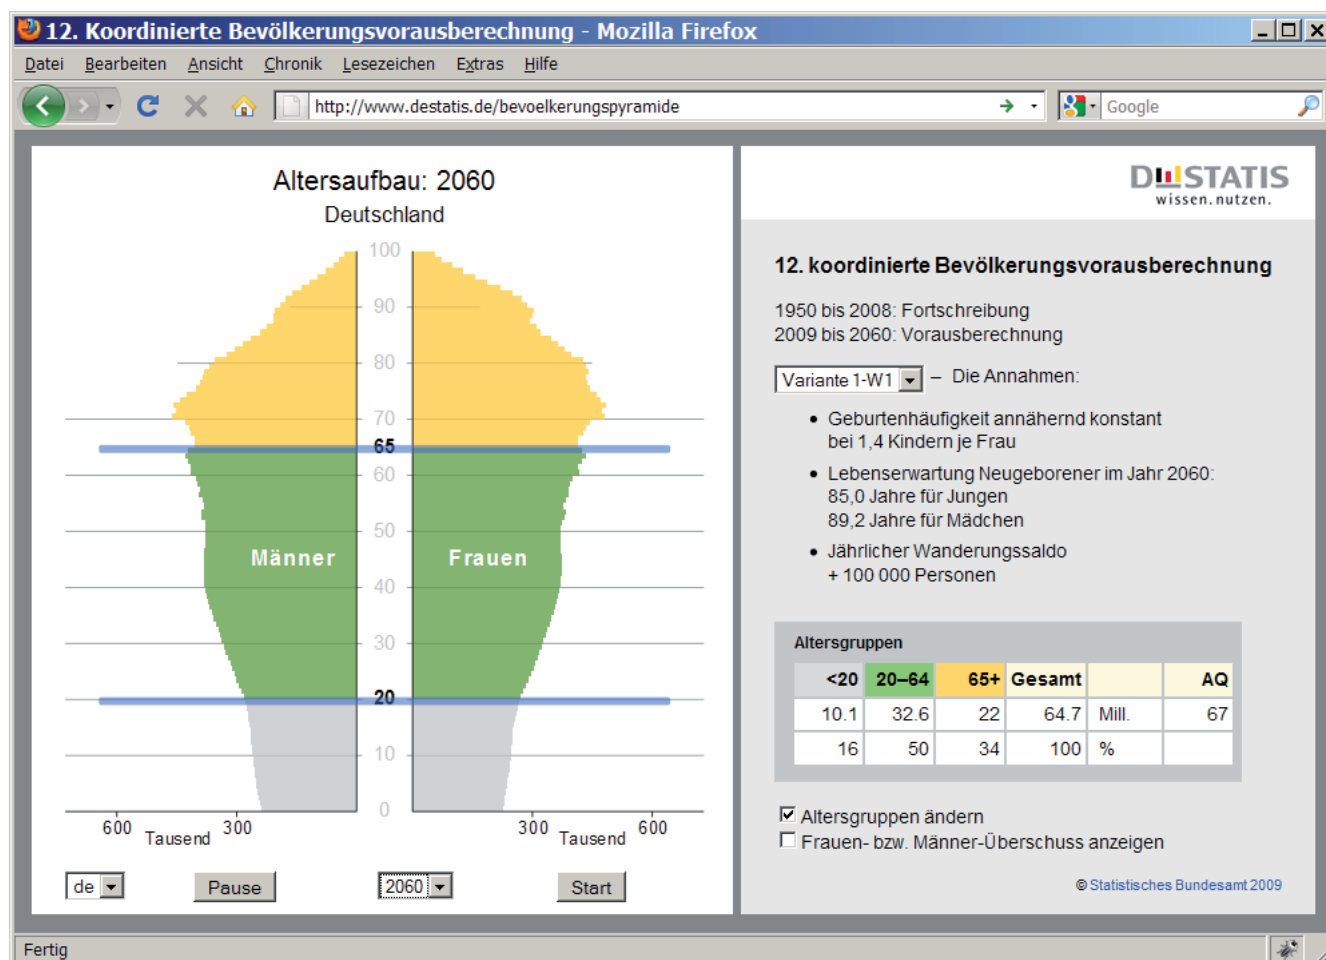 12. Koordinierte Bevölkerungsvorausberechnung - Mozilla Firefox
Datei Bearbeiten Ansicht Chronik Lesezeichen Extras Hilfe
http://www.destatis.de/bevoelkerungspyramide
Google
Altersaufbau: 2060
Deutschland
100
90
80
70
65
60
50
Männer Frauen
40
30
20
10
0
600 300 300 600
Tausend Tausend
de Pause 2060 Start
DESTATIS
wissen.nutzen.
12. koordinierte Bevölkerungsvorausberechnung
1950 bis 2008: Fortschreibung
2009 bis 2060: Vorausberechnung
Variante 1-W1 – Die Annahmen:
• Geburtenhäufigkeit annähernd konstant
bei 1,4 Kindern je Frau
• Lebenserwartung Neugeborener im Jahr 2060:
85,0 Jahre für Jungen
89,2 Jahre für Mädchen
• Jährlicher Wanderungssaldo
+ 100 000 Personen
Altersgruppen
<20 20–64 65+ Gesamt AQ
10.1 32.6 22 64.7 Mill. 67
16 50 34 100 %
Altersgruppen ändern
Frauen- bzw. Männer-Überschuss anzeigen
© Statistisches Bundesamt 2009
Fertig